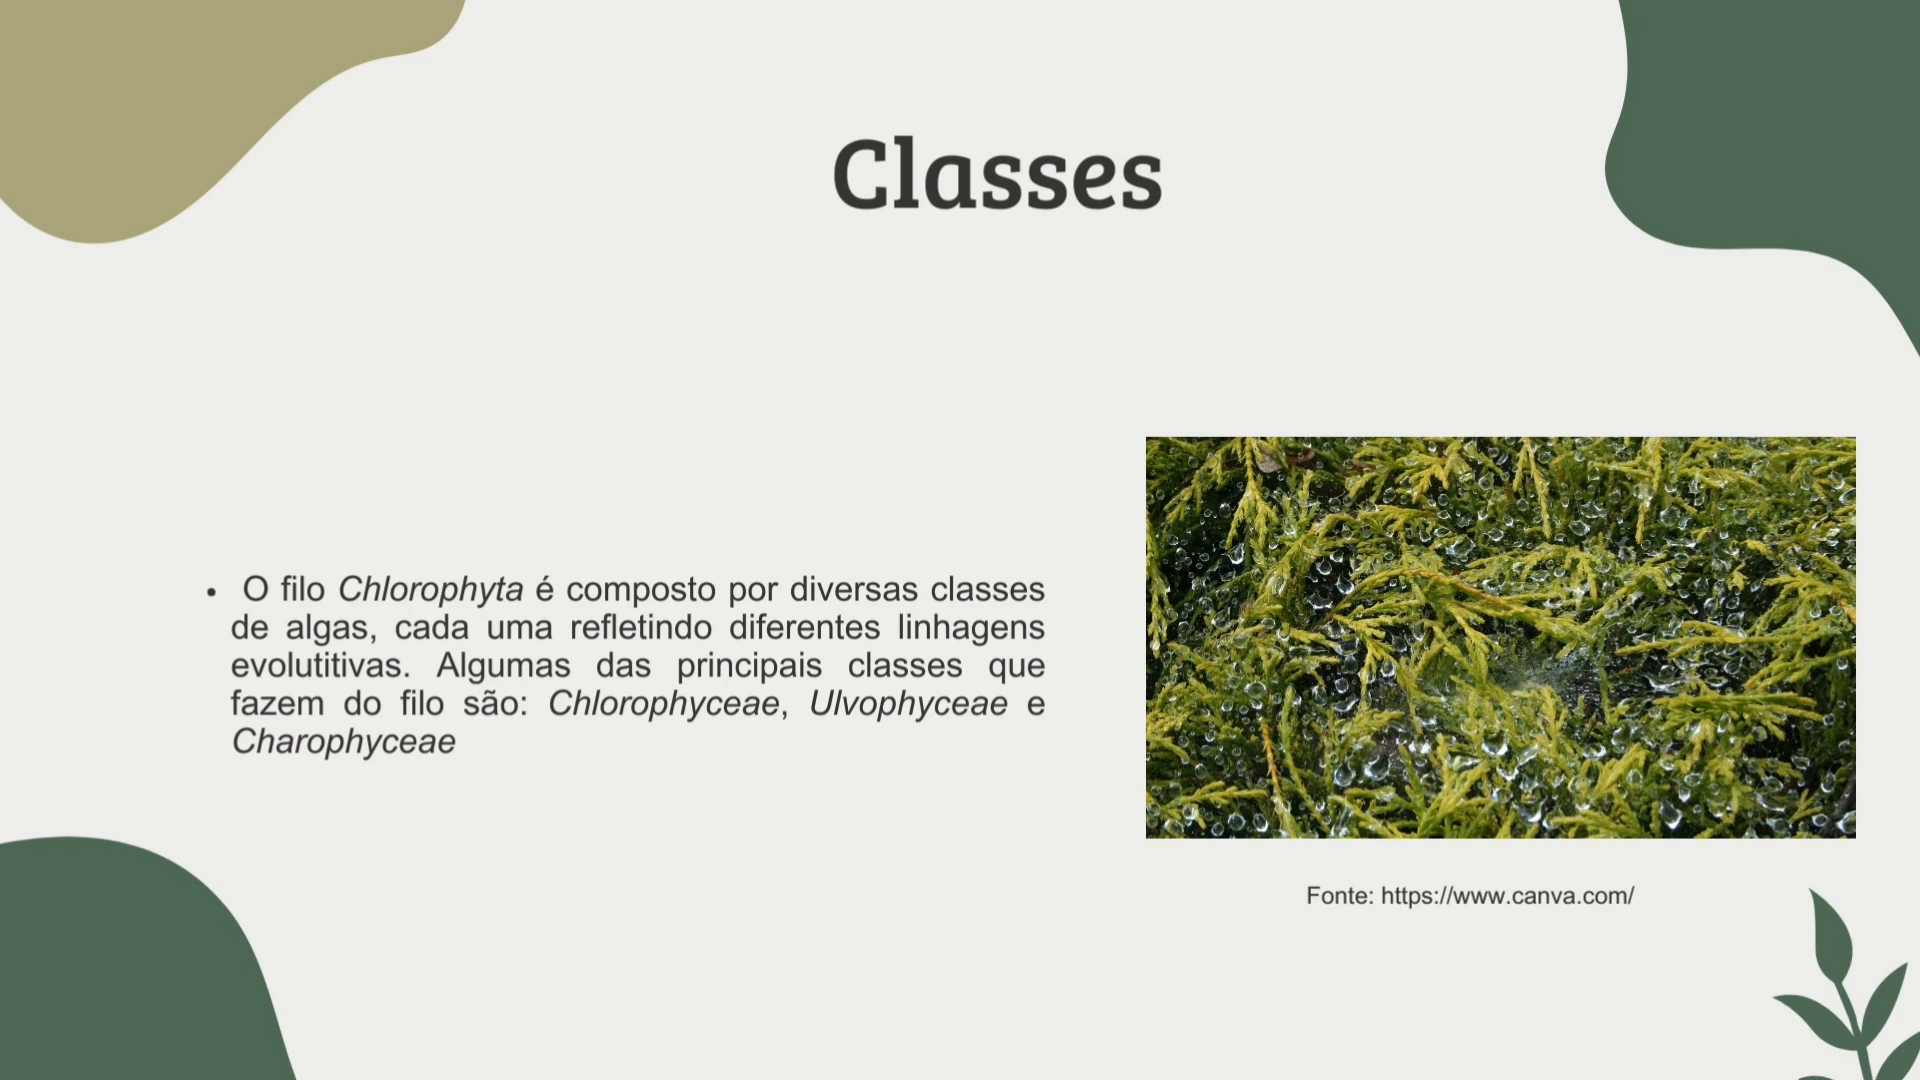 Classes
• O filo Chlorophyta é composto por diversas classes
de algas, cada uma refletindo diferentes linhagens
evolutitivas. Algumas das principais classes que
fazem do filo são: Chlorophyceae, Ulvophyceae e
Charophyceae
Fonte: https://www.canva.com/